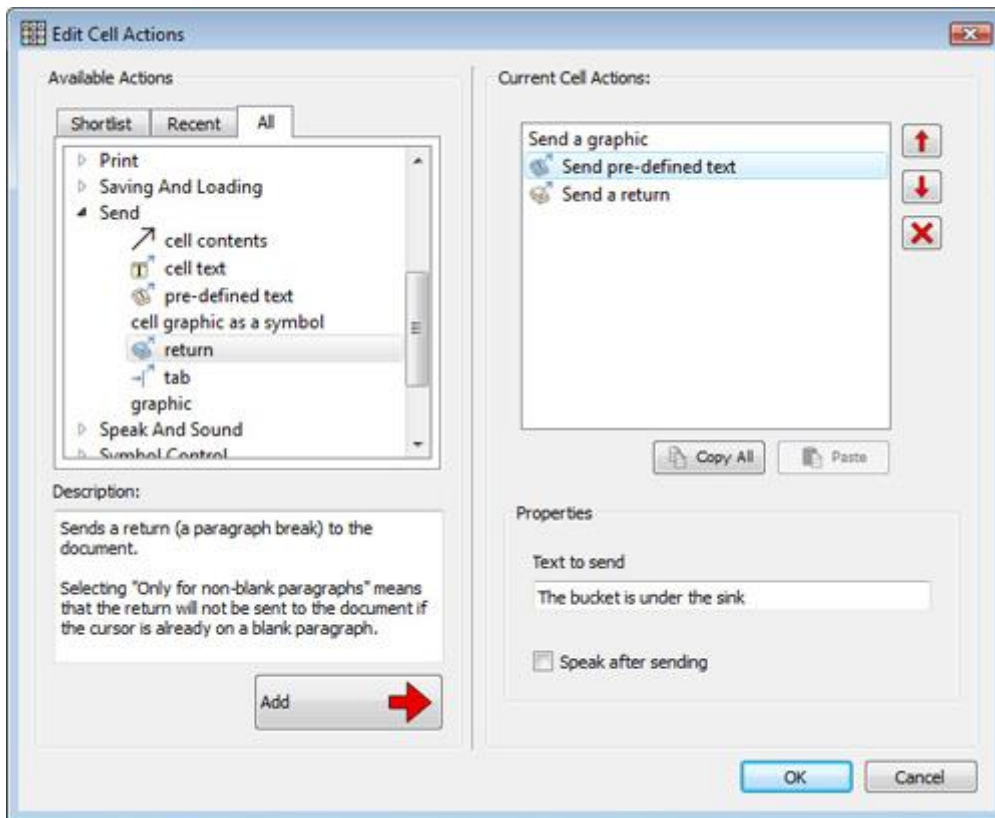 Edit Cell Actions
Available Actions
Shortlist
Recent
All
Print
Saving And Loading
Send
cell contents
T cell text
pre-defined text
cell graphic as a symbol
return
tab
graphic
Speak And Sound
Symbol Control
Description:
Sends a return (a paragraph break) to the
document.
Selecting "Only for non-blank paragraphs" means
that the return will not be sent to the document if
the cursor is already on a blank paragraph.
Add
Current Cell Actions:
Send a graphic
Send pre-defined text
Send a return
Copy All
Paste
Properties
Text to send
The bucket is under the sink
Speak after sending
OK
Cancel